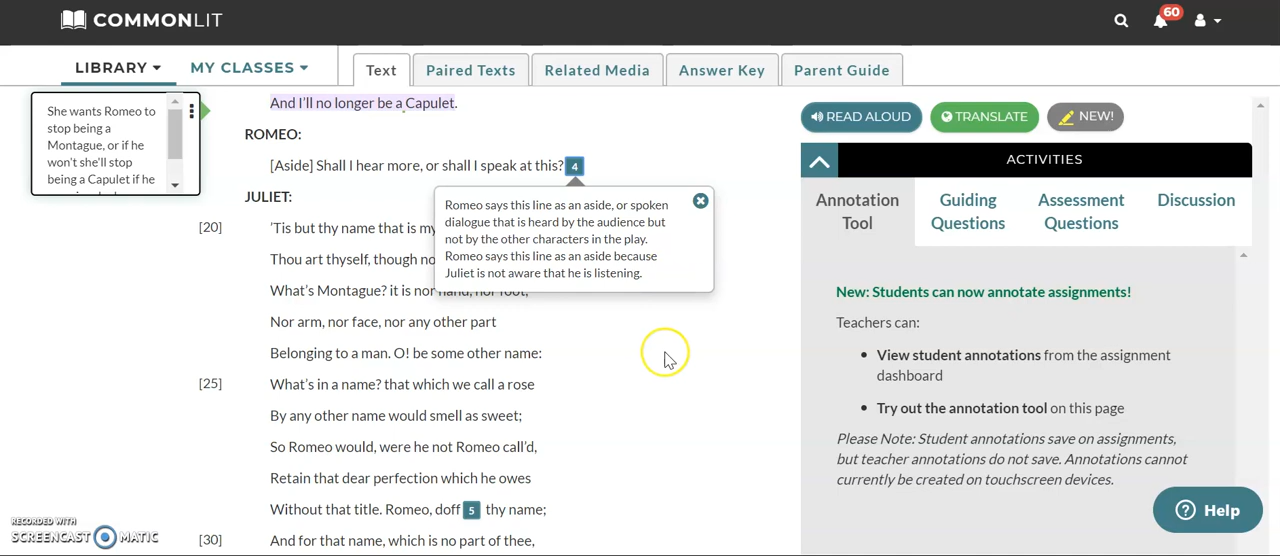 COMMONLIT
60
LIBRARY
MY CLASSES
Text
Paired Texts
Related Media
Answer Key
Parent Guide
She wants Romeo to
stop being a
Montague, or if he
won't she'll stop
being a Capulet if he
And I'll no longer be a Capulet.
ROMEO:
[Aside] Shall I hear more, or shall I speak at this? 4
JULIET:
Romeo says this line as an aside, or spoken
dialogue that is heard by the audience but
not by the other characters in the play.
Romeo says this line as an aside because
Juliet is not aware that he is listening.
[20] 'Tis but thy name that is my
Thou art thyself, though no
What's Montague? it is nor hand, nor foot,
Nor arm, nor face, nor any other part
Belonging to a man. O! be some other name:
[25] What's in a name? that which we call a rose
By any other name would smell as sweet;
So Romeo would, were he not Romeo call'd,
Retain that dear perfection which he owes
Without that title. Romeo, doff 5 thy name;
[30] And for that name, which is no part of thee,
READ ALOUD
TRANSLATE
NEW!
ACTIVITIES
Annotation
Tool
Guiding
Questions
Assessment
Questions
Discussion
New: Students can now annotate assignments!
Teachers can:
• View student annotations from the assignment
dashboard
• Try out the annotation tool on this page
Please Note: Student annotations save on assignments,
but teacher annotations do not save. Annotations cannot
currently be created on touchscreen devices.
Help
RECORDED WITH
SCREENCAST MATIC